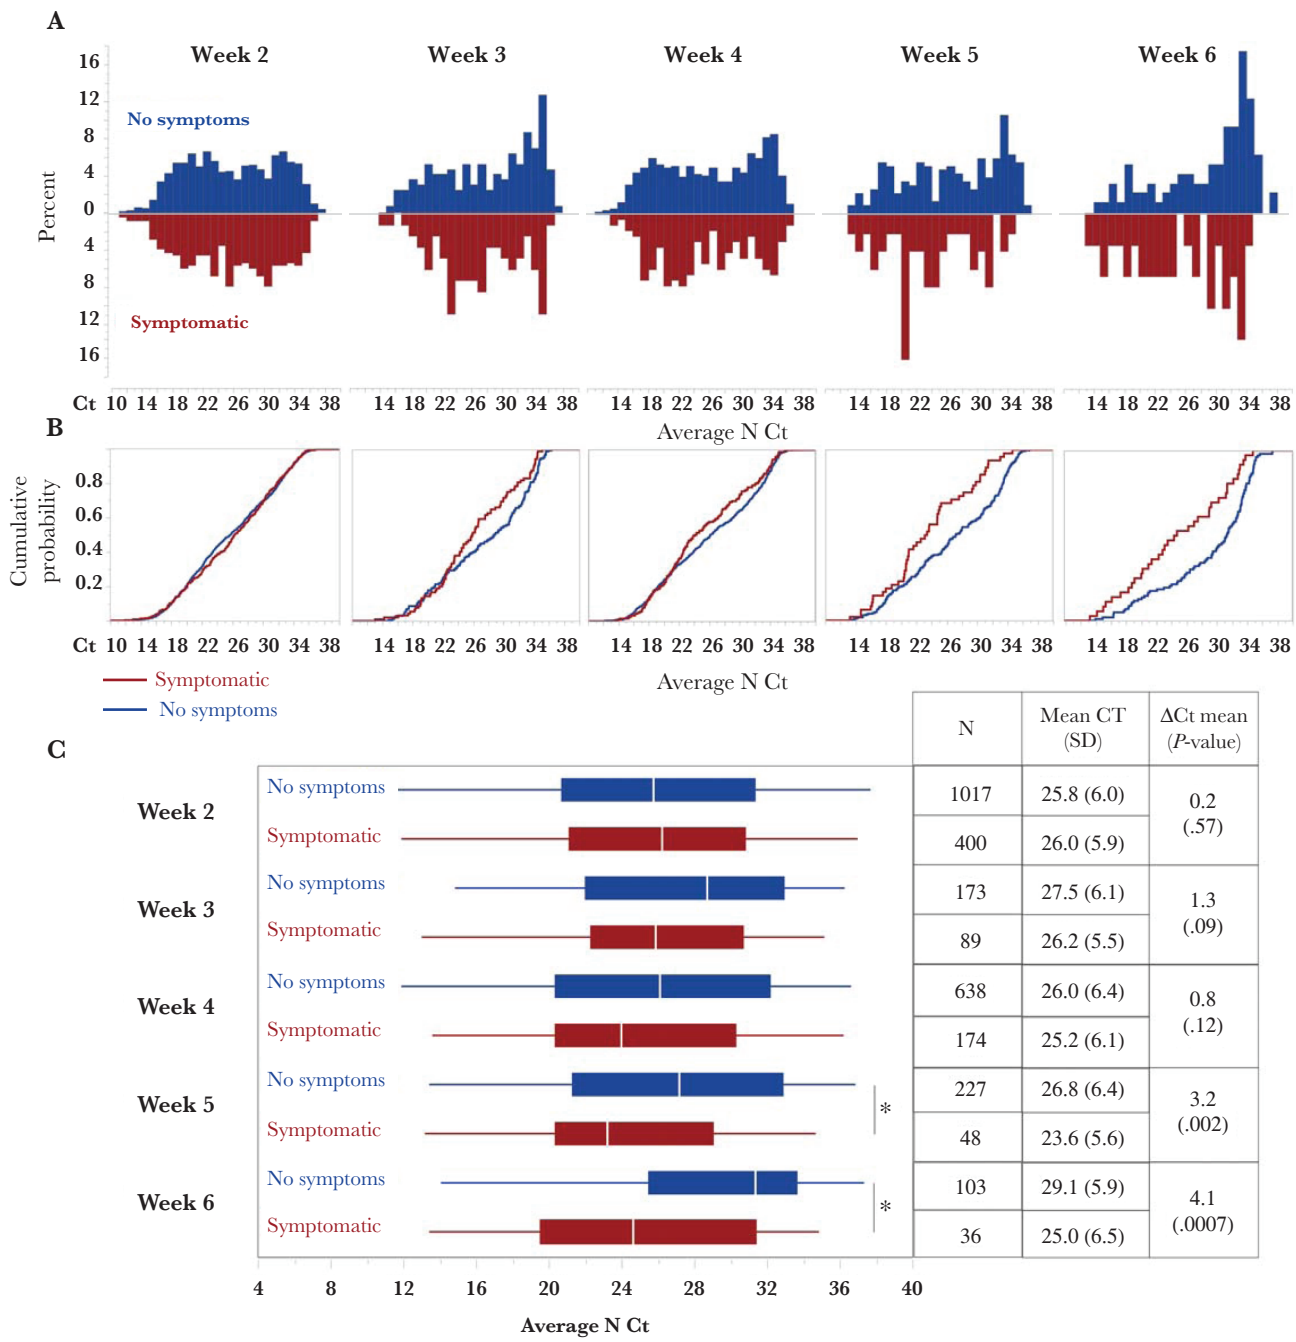 A
Week 2 Week 3 Week 4 Week 5 Week 6
16
12
No symptoms
8
4
0
4
8
12
Symptomatic
16
Percent
Ct 10 14 18 22 26 30 34 38 14 18 22 26 30 34 38 14 18 22 26 30 34 38 14 18 22 26 30 34 38 14 18 22 26 30 34 38
Average N Ct
B
0.8
0.6
0.4
0.2
Cumulative
probability
Ct 10 14 18 22 26 30 34 38 14 18 22 26 30 34 38 14 18 22 26 30 34 38 14 18 22 26 30 34 38 14 18 22 26 30 34 38
Average N Ct
Symptomatic
No symptoms
C
N Mean CT (SD) ΔCt mean (P-value)
Week 2
No symptoms 1017 25.8 (6.0)
Symptomatic 400 26.0 (5.9)
0.2
(.57)
Week 3
No symptoms 173 27.5 (6.1)
Symptomatic 89 26.2 (5.5)
1.3
(.09)
Week 4
No symptoms 638 26.0 (6.4)
Symptomatic 174 25.2 (6.1)
0.8
(.12)
Week 5
No symptoms 227 26.8 (6.4)
Symptomatic * 48 23.6 (5.6)
3.2
(.002)
Week 6
No symptoms 103 29.1 (5.9)
Symptomatic * 36 25.0 (6.5)
4.1
(.0007)
4 8 12 16 20 24 28 32 36 40
Average N Ct